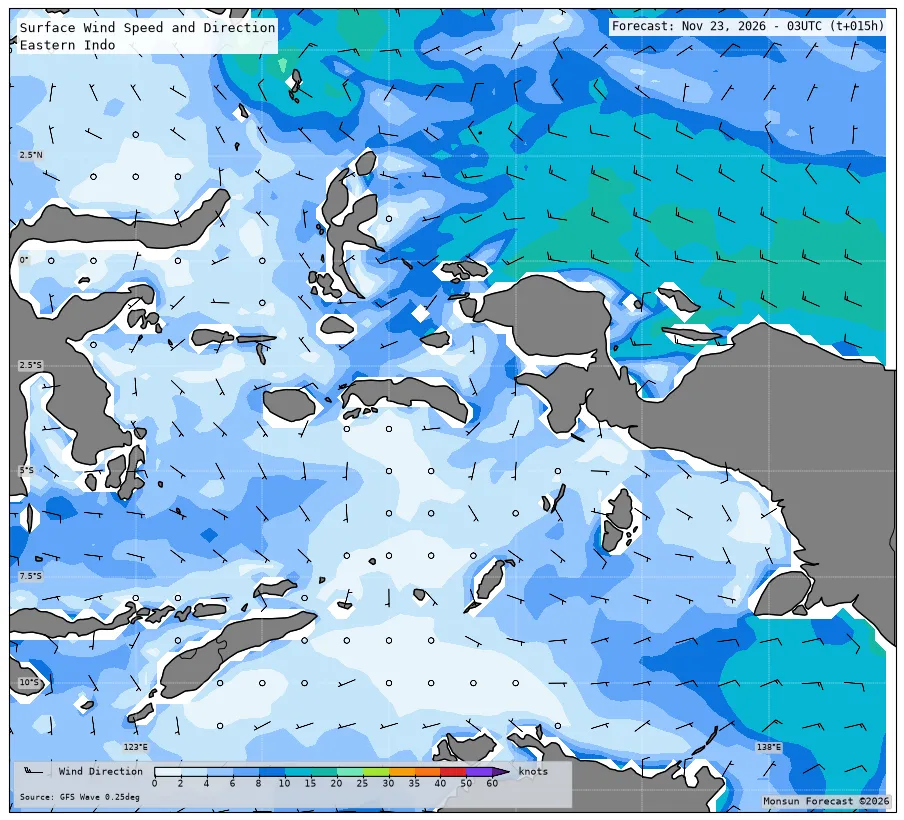 Surface Wind Speed and Direction
Eastern Indo
Forecast: Nov 23, 2026 - 03UTC (t+015h)
2.5°N
0°
2.5°S
5°S
7.5°S
10°S
123°E
138°E
Wind Direction
knots
0 2 4 6 8 10 15 20 25 30 35 40 50 60
Source: GFS Wave 0.25deg
Monsun Forecast ©2026